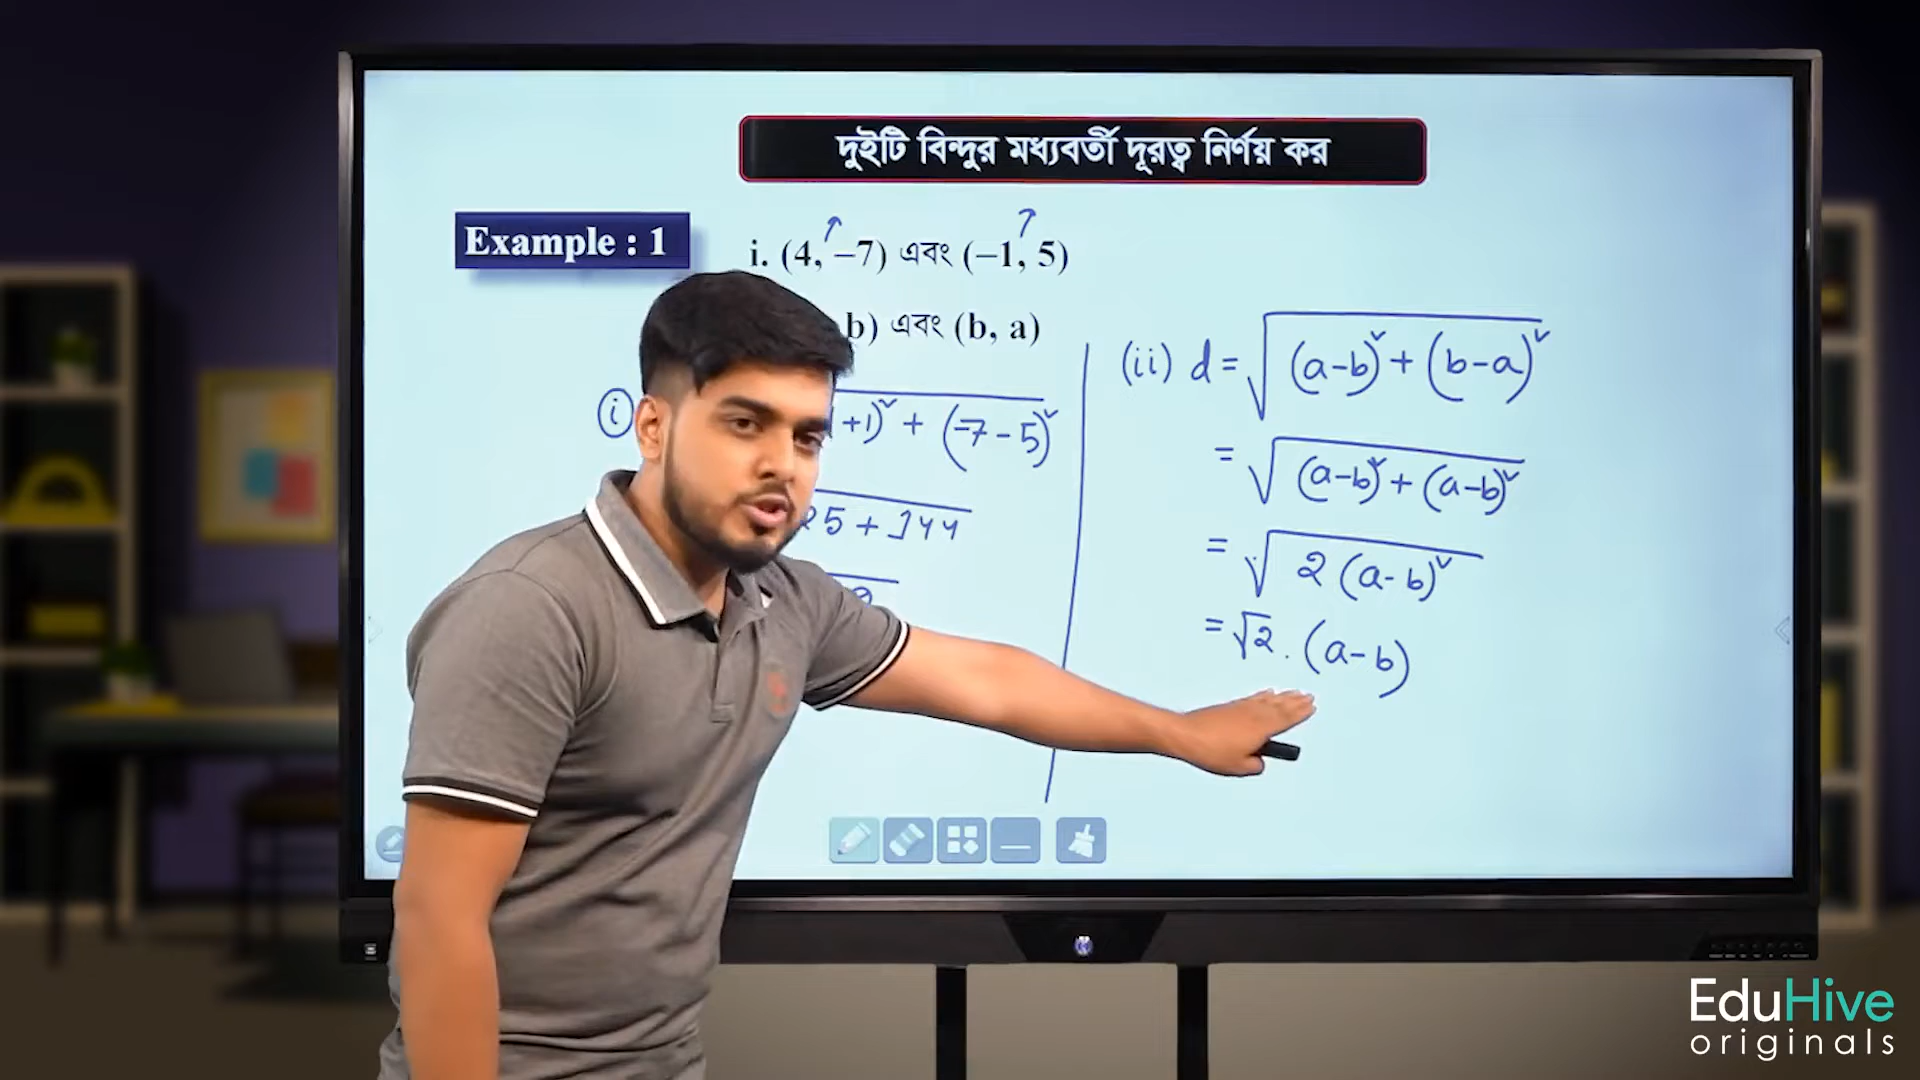 দুইটি বিন্দুর মধ্যবর্তী দূরত্ব নির্ণয় কর
Example : 1
i. (4, –7) এবং (–1, 5)
b) এবং (b, a)
(i)
+1)² + (-7-5)²
25 + 144
(ii) d = √((a-b)² + (b-a)²)
= √((a-b)² + (a-b)²)
= √(2(a-b)²)
= √2 . (a-b)
EduHive
originals